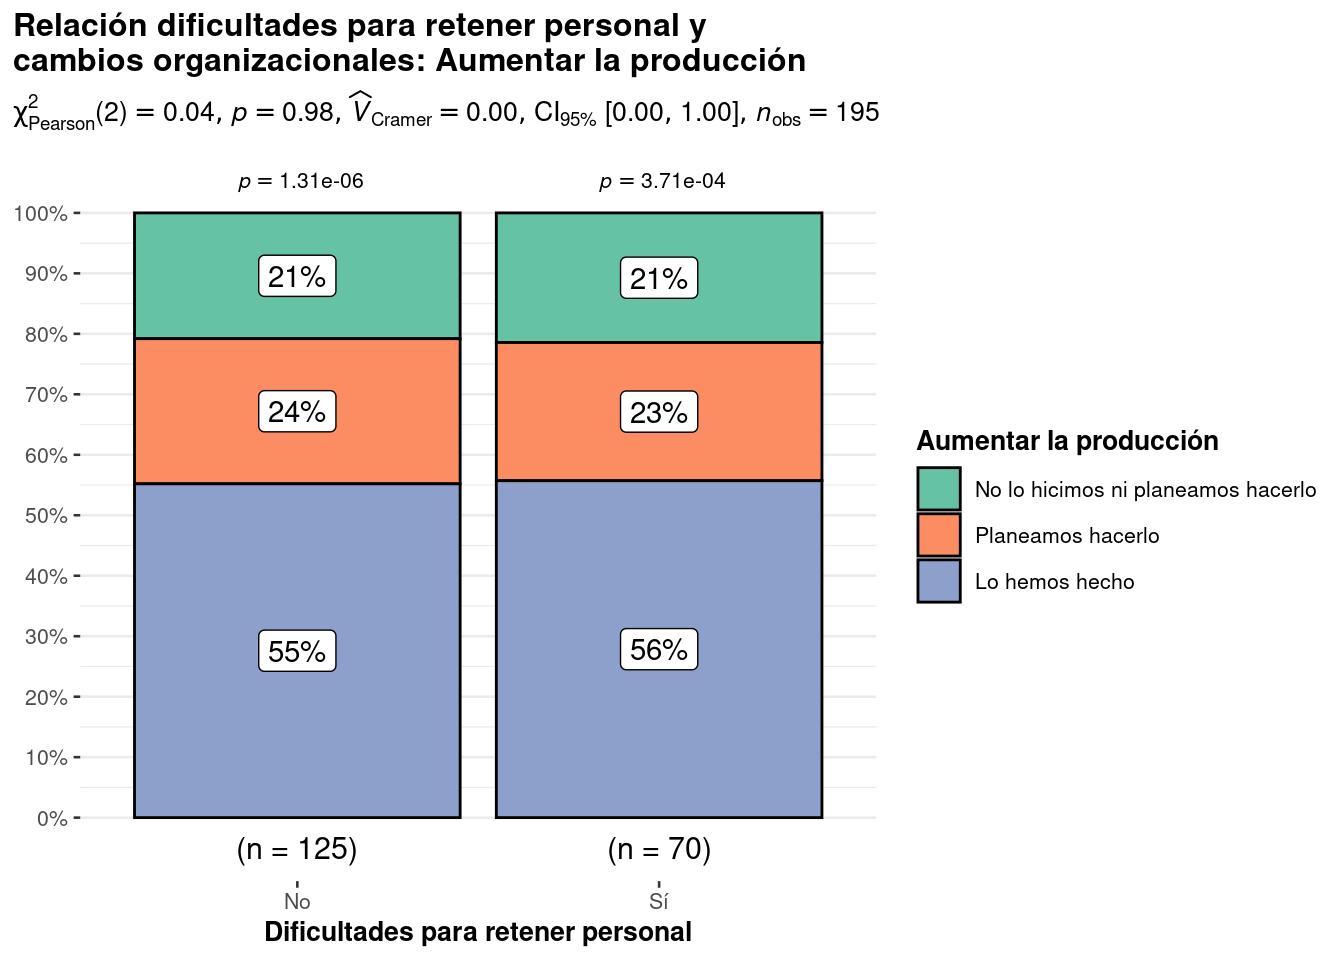 Relación dificultades para retener personal y
cambios organizacionales: Aumentar la producción
χ²Pearson(2) = 0.04, p = 0.98, V̂Cramer = 0.00, CI95% [0.00, 1.00], nobs = 195
p = 1.31e-06 p = 3.71e-04
100%
90%
80%
70%
60%
50%
40%
30%
20%
10%
0%
21% 21%
24% 23%
55% 56%
(n = 125) (n = 70)
No Sí
Dificultades para retener personal
Aumentar la producción
No lo hicimos ni planeamos hacerlo
Planeamos hacerlo
Lo hemos hecho